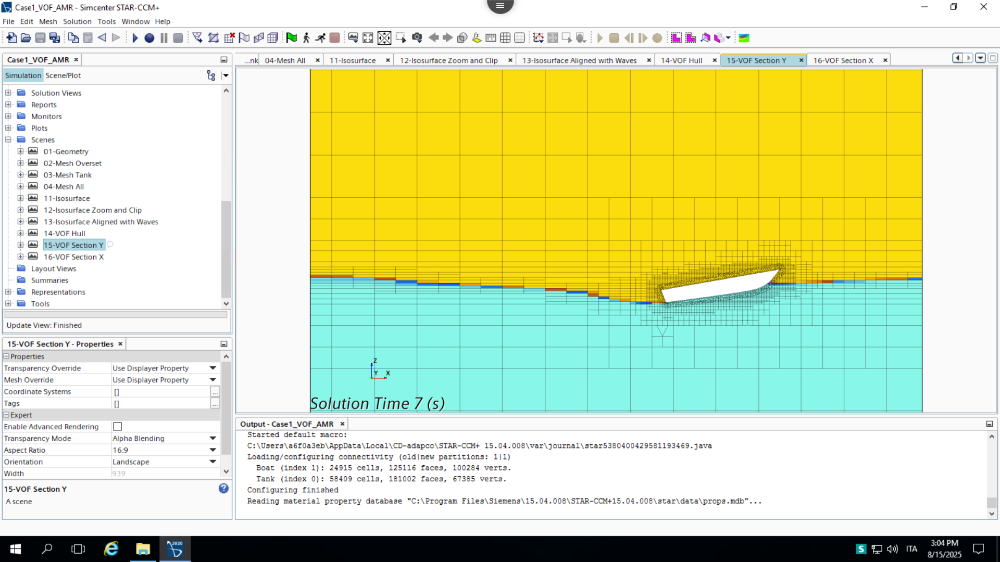 Case1_VOF_AMR - Simcenter STAR-CCM+
File Edit Mesh Solution Tools Window Help
Case1_VOF_AMR
...nk 04-Mesh All 11-Isosurface 12-Isosurface Zoom and Clip 13-Isosurface Aligned with Waves 14-VOF Hull 15-VOF Section Y 16-VOF Section X
Simulation Scene/Plot
Solution Views
Reports
Monitors
Plots
Scenes
01-Geometry
02-Mesh Overset
03-Mesh Tank
04-Mesh All
11-Isosurface
12-Isosurface Zoom and Clip
13-Isosurface Aligned with Waves
14-VOF Hull
15-VOF Section Y
16-VOF Section X
Layout Views
Summaries
Representations
Tools
Update View: Finished
15-VOF Section Y - Properties
Properties
Transparency Override Use Displayer Property
Mesh Override Use Displayer Property
Coordinate Systems [] ...
Tags [] ...
Expert
Enable Advanced Rendering
Transparency Mode Alpha Blending
Aspect Ratio 16:9
Orientation Landscape
Width 939
15-VOF Section Y
A scene
Z
Y X
Solution Time 7 (s)
Output - Case1_VOF_AMR
Started default macro:
C:\Users\a6f0a3eb\AppData\Local\CD-adapco\STAR-CCM+ 15.04.008\var\journal\star5380400429581193469.java
Loading/configuring connectivity (old|new partitions: 1|1)
Boat (index 1): 24915 cells, 125116 faces, 100284 verts.
Tank (index 0): 58409 cells, 181002 faces, 67385 verts.
Configuring finished
Reading material property database "C:\Program Files\Siemens\15.04.008\STAR-CCM+15.04.008\star\data\props.mdb"...
2020
S ITA
3:04 PM
8/15/2025